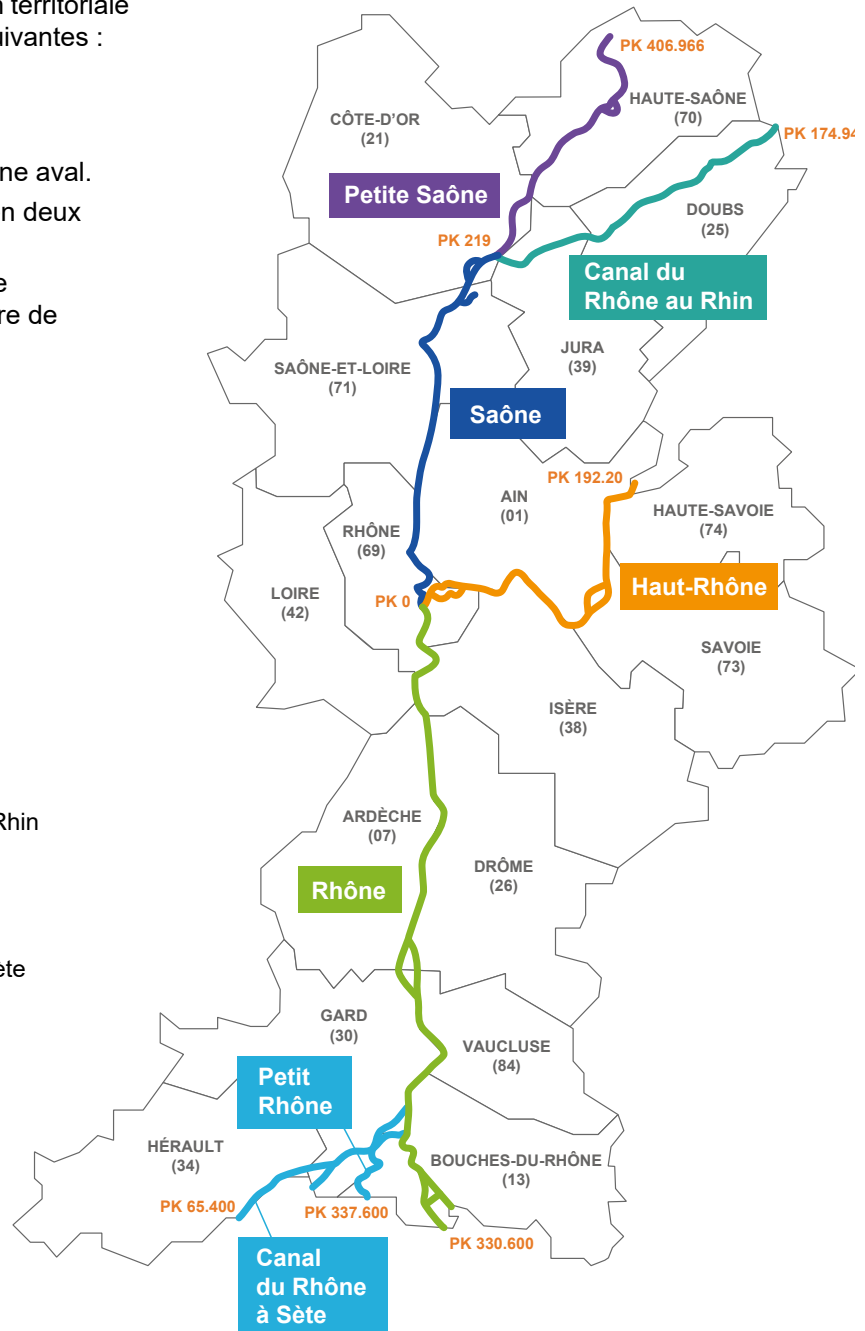 n territoriale
uivantes :
ne aval.
n deux
e
re de
Rhin
ète
PK 406.966
HAUTE-SAÔNE
(70)
CÔTE-D'OR
(21)
PK 174.94
Petite Saône
DOUBS
(25)
PK 219
Canal du
Rhône au Rhin
JURA
(39)
SAÔNE-ET-LOIRE
(71)
Saône
PK 192.20
AIN
(01)
HAUTE-SAVOIE
(74)
RHÔNE
(69)
LOIRE
(42)
PK 0
Haut-Rhône
SAVOIE
(73)
ISÈRE
(38)
ARDÈCHE
(07)
DRÔME
(26)
Rhône
GARD
(30)
VAUCLUSE
(84)
Petit
Rhône
HÉRAULT
(34)
BOUCHES-DU-RHÔNE
(13)
PK 65.400
PK 337.600
PK 330.600
Canal
du Rhône
à Sète